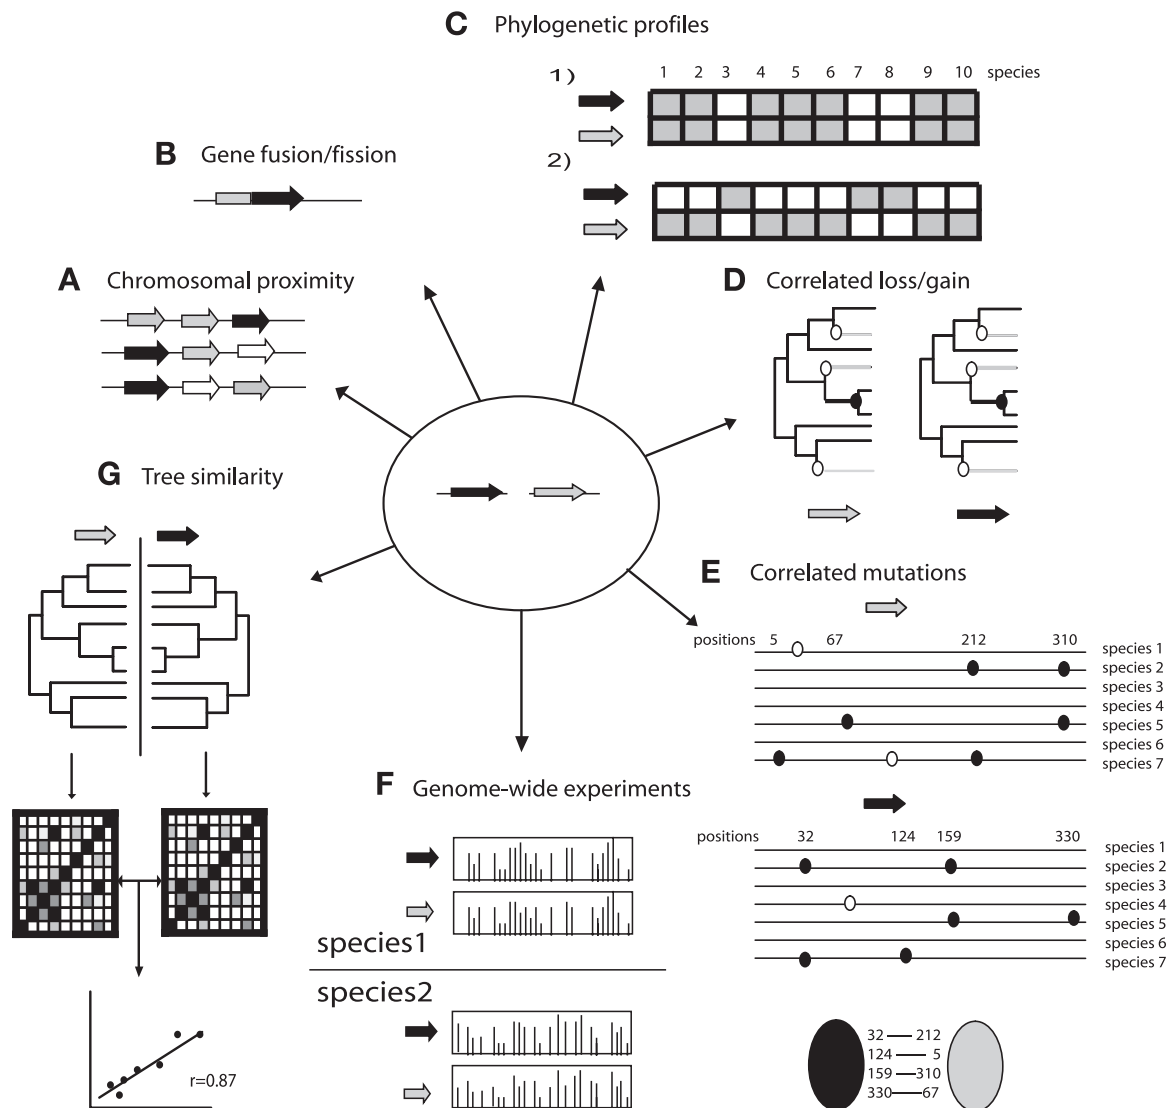 C Phylogenetic profiles
1)
1 2 3 4 5 6 7 8 9 10 species
2)
B Gene fusion/fission
A Chromosomal proximity
D Correlated loss/gain
G Tree similarity
E Correlated mutations
positions 5 67 212 310
species 1
species 2
species 3
species 4
species 5
species 6
species 7
positions 32 124 159 330
species 1
species 2
species 3
species 4
species 5
species 6
species 7
32 212
124 5
159 310
330 67
F Genome-wide experiments
species1
species2
r=0.87